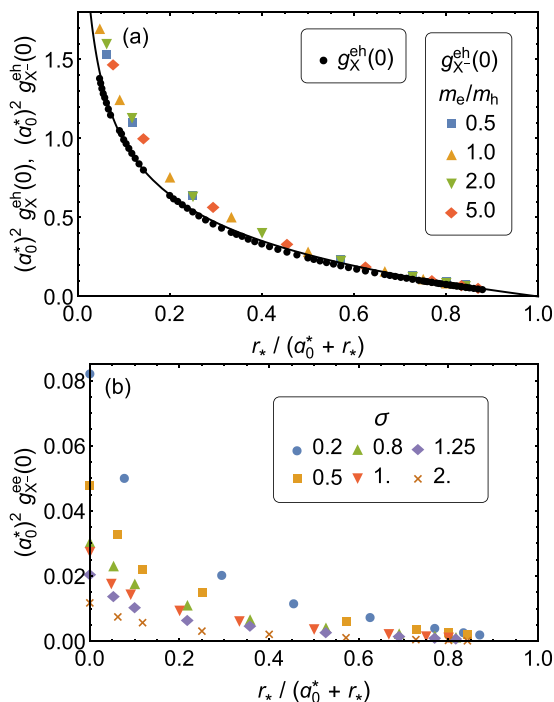 (a)
g_X^eh(0)
g_X⁻^eh(0)
m_e/m_h
0.5
1.0
2.0
5.0
(a_0^*)^2 g_X^eh(0), (a_0^*)^2 g_X⁻^eh(0)
1.5
1.0
0.5
0.0
0.0 0.2 0.4 0.6 0.8 1.0
r_* / (a_0^* + r_*)
(b)
σ
0.2 0.8 1.25
0.5 1. 2.
(a_0^*)^2 g_X⁻^ee(0)
0.08
0.06
0.04
0.02
0.00
0.0 0.2 0.4 0.6 0.8 1.0
r_* / (a_0^* + r_*)